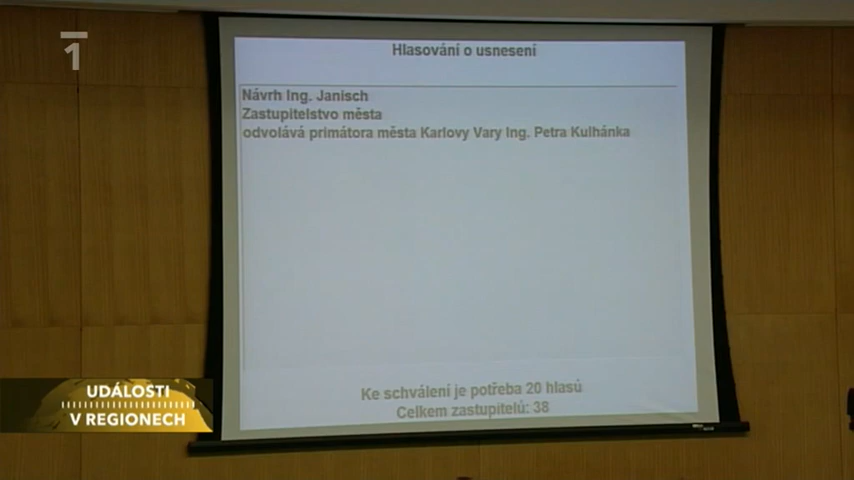 1
Hlasování o usnesení
Návrh Ing. Janisch
Zastupitelstvo města
odvolává primátora města Karlovy Vary Ing. Petra Kulhánka
Ke schválení je potřeba 20 hlasů
Celkem zastupitelů: 38
UDÁLOSTI
V REGIONECH